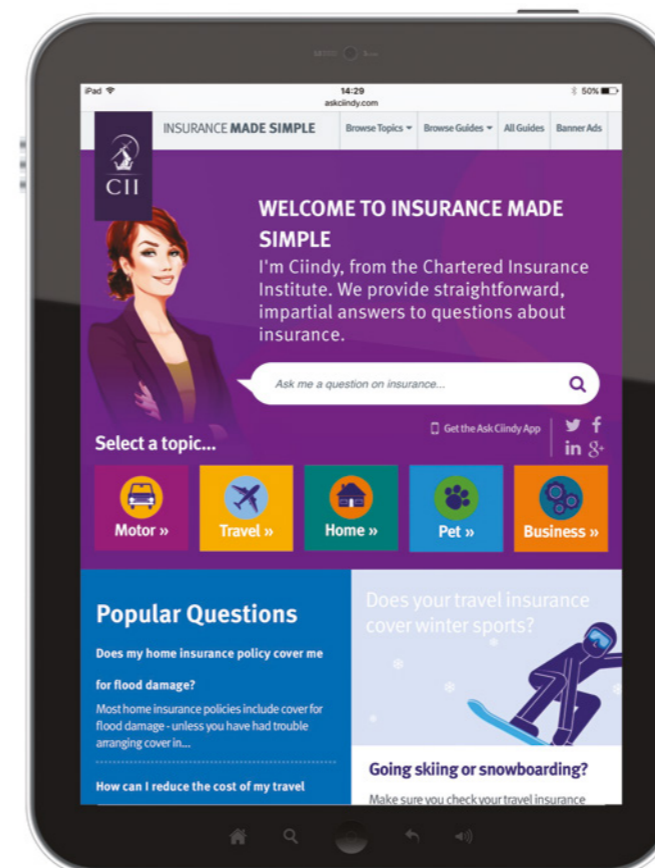 iPad
14:29
50%
askciindy.com
CII
INSURANCE MADE SIMPLE
Browse Topics
Browse Guides
All Guides
Banner Ads
WELCOME TO INSURANCE MADE
SIMPLE
I'm Ciindy, from the Chartered Insurance
Institute. We provide straightforward,
impartial answers to questions about
insurance.
Ask me a question on insurance...
Get the Ask Ciindy App
Select a topic...
Motor »
Travel »
Home »
Pet »
Business »
Popular Questions
Does my home insurance policy cover me
for flood damage?
Most home insurance policies include cover for
flood damage - unless you have had trouble
arranging cover in...
How can I reduce the cost of my travel
Does your travel insurance
cover winter sports?
Going skiing or snowboarding?
Make sure you check your travel insurance